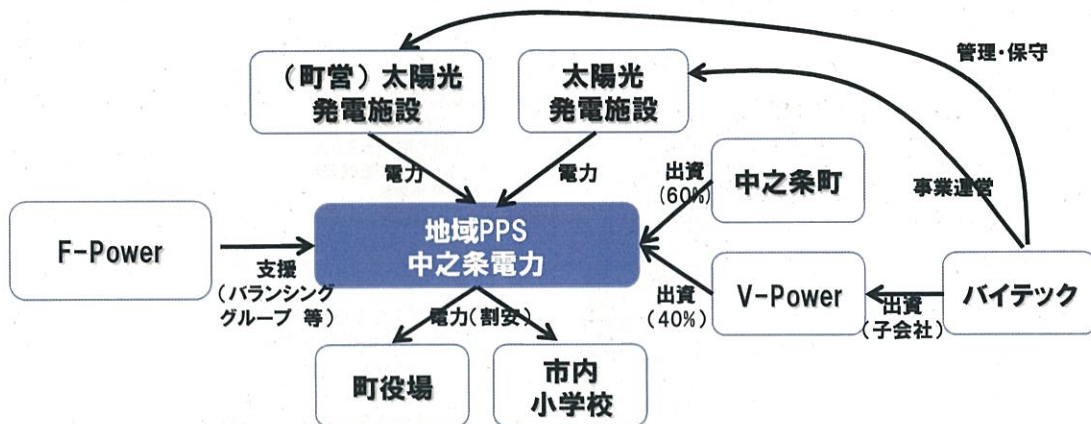 管理・保守
（町営）太陽光
発電施設
太陽光
発電施設
電力
電力
出資
（60%）
中之条町
事業運営
F-Power
支援
（バランシング
グループ 等）
地域PPS
中之条電力
出資
（40%）
V-Power
出資
（子会社）
バイテック
電力（割安）
町役場
市内
小学校